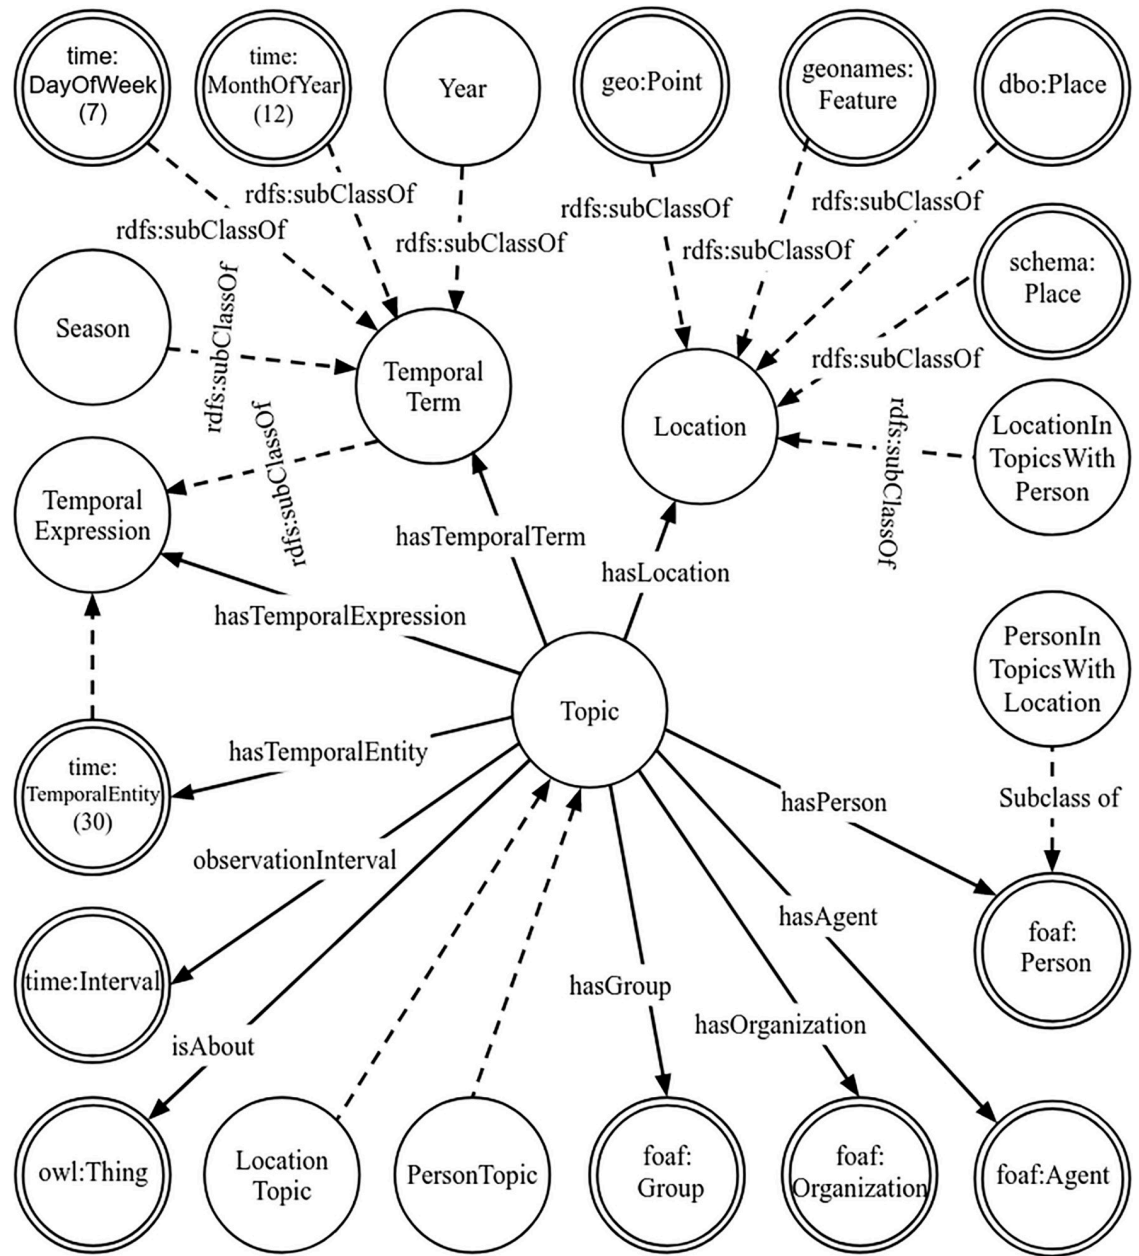 time:
DayOfWeek
(7)
time:
MonthOfYear
(12)
Year
geo:Point
geonames:
Feature
dbo:Place
rdfs:subClassOf
rdfs:subClassOf
rdfs:subClassOf
rdfs:subClassOf
rdfs:subClassOf
rdfs:subClassOf
schema:
Place
Season
rdfs:subClassOf
Temporal
Term
Location
rdfs:subClassOf
LocationIn
TopicsWith
Person
rdfs:subClassOf
Temporal
Expression
rdfs:subClassOf
hasTemporalTerm
hasLocation
hasTemporalExpression
PersonIn
TopicsWith
Location
Topic
hasTemporalEntity
time:
TemporalEntity
(30)
hasPerson
Subclass of
observationInterval
hasAgent
foaf:
Person
time:Interval
hasGroup
hasOrganization
isAbout
owl:Thing
Location
Topic
PersonTopic
foaf:
Group
foaf:
Organization
foaf:Agent